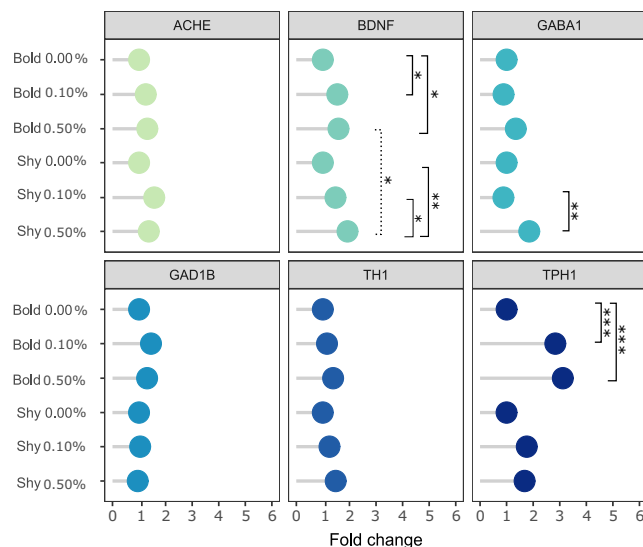 ACHE BDNF GABA1
Bold 0.00%
Bold 0.10%
Bold 0.50%
Shy 0.00%
Shy 0.10%
Shy 0.50%
* * * ** * **
GAD1B TH1 TPH1
Bold 0.00%
Bold 0.10%
Bold 0.50%
Shy 0.00%
Shy 0.10%
Shy 0.50%
*** ***
0 1 2 3 4 5 6 0 1 2 3 4 5 6 0 1 2 3 4 5 6
Fold change